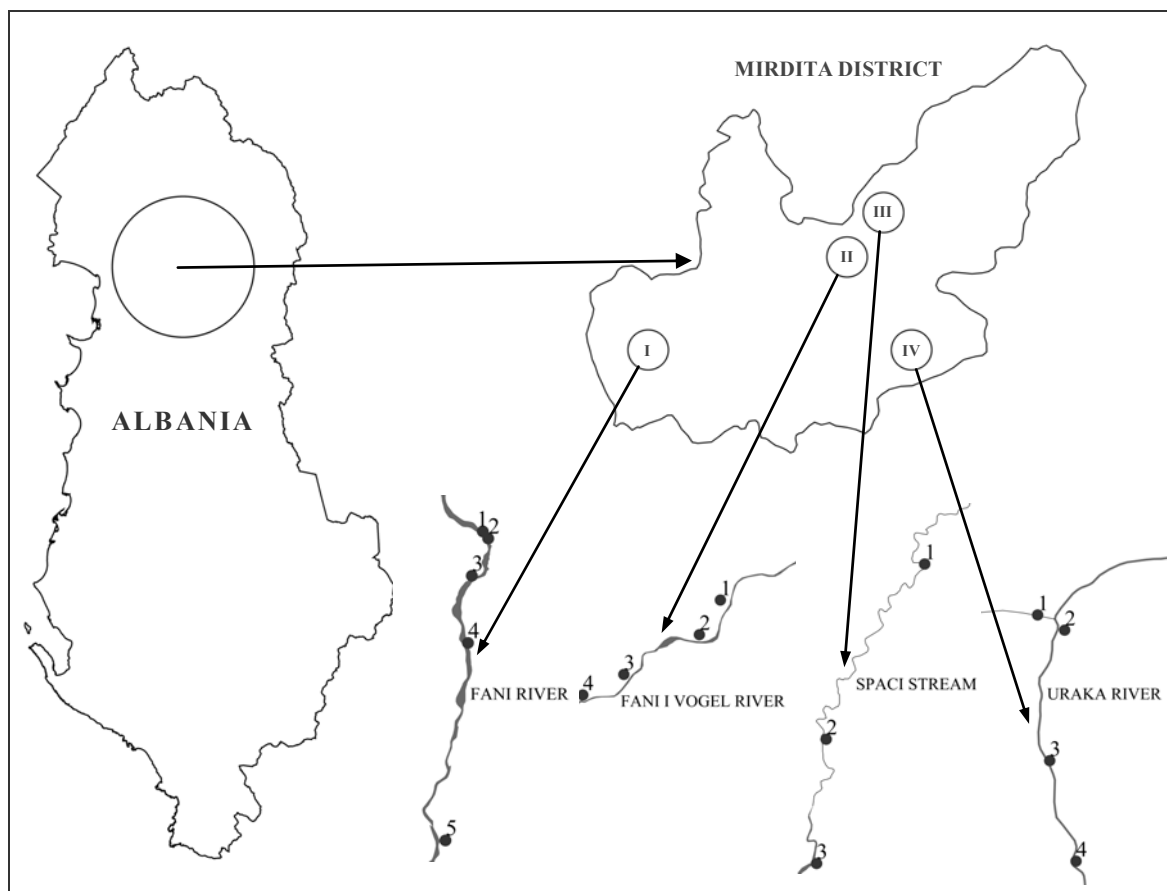 MIRDITA DISTRICT
III
II
I
IV
ALBANIA
1
2
3
4
5
FANI RIVER
1
2
3
4
FANI I VOGEL RIVER
1
2
3
SPACI STREAM
1
2
3
4
URAKA RIVER